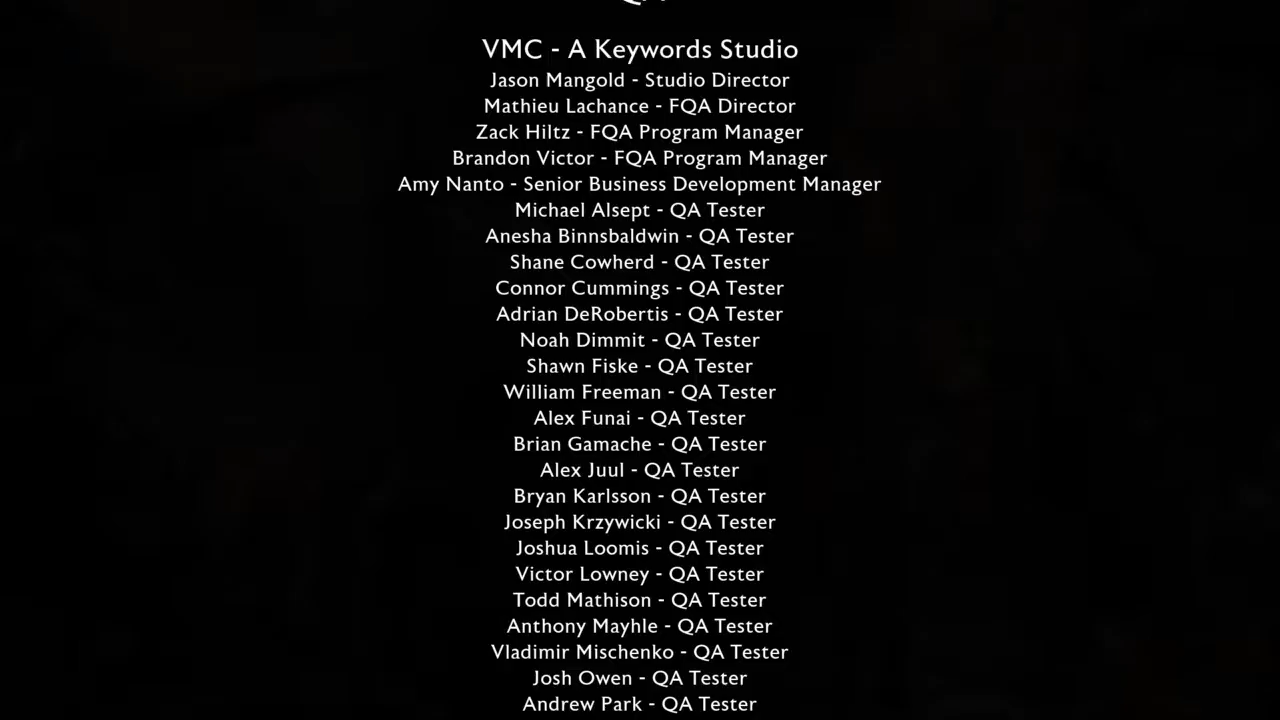 VMC - A Keywords Studio
Jason Mangold - Studio Director
Mathieu Lachance - FQA Director
Zack Hiltz - FQA Program Manager
Brandon Victor - FQA Program Manager
Amy Nanto - Senior Business Development Manager
Michael Alsept - QA Tester
Anesha Binnsbaldwin - QA Tester
Shane Cowherd - QA Tester
Connor Cummings - QA Tester
Adrian DeRobertis - QA Tester
Noah Dimmit - QA Tester
Shawn Fiske - QA Tester
William Freeman - QA Tester
Alex Funai - QA Tester
Brian Gamache - QA Tester
Alex Juul - QA Tester
Bryan Karlsson - QA Tester
Joseph Krzywicki - QA Tester
Joshua Loomis - QA Tester
Victor Lowney - QA Tester
Todd Mathison - QA Tester
Anthony Mayhle - QA Tester
Vladimir Mischenko - QA Tester
Josh Owen - QA Tester
Andrew Park - QA Tester